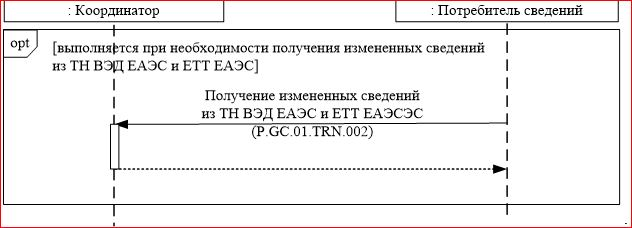 : Координатор
: Потребитель сведений
opt
[выполняется при необходимости получения измененных сведений
из ТН ВЭД ЕАЭС и ЕТТ ЕАЭС]
Получение измененных сведений
из ТН ВЭД ЕАЭС и ЕТТ ЕАЭСЭС
(P.GC.01.TRN.002)